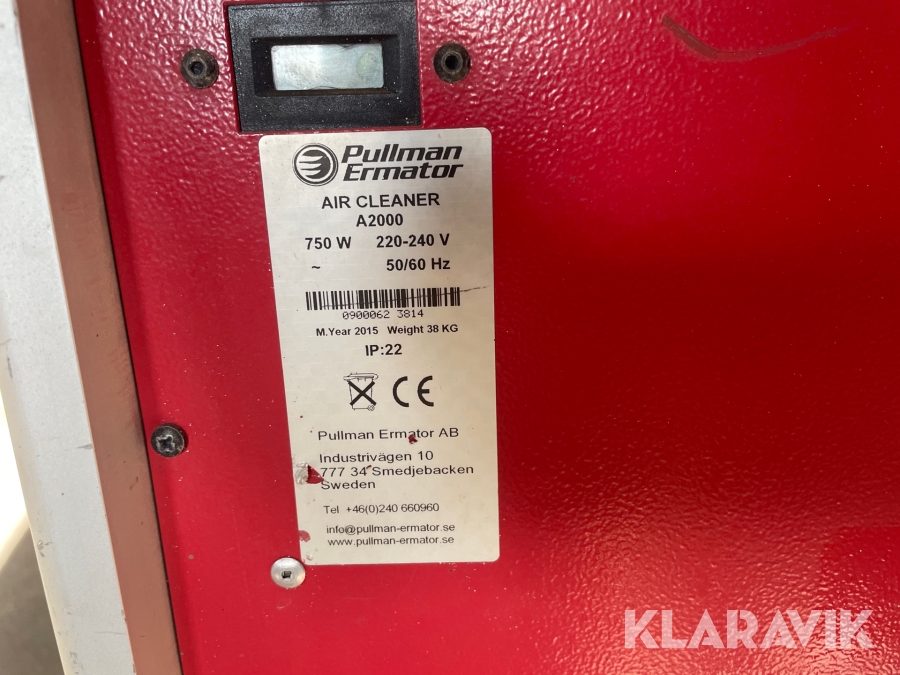 Pullman
Ermator
AIR CLEANER
A2000
750 W 220-240 V
~ 50/60 Hz
0900062 3814
M.Year 2015 Weight 38 KG
IP:22
CE
Pullman Ermator AB
Industrivägen 10
777 34 Smedjebacken
Sweden
Tel +46(0)240 660960
info@pullman-ermator.se
www.pullman-ermator.se
KLARAVIK